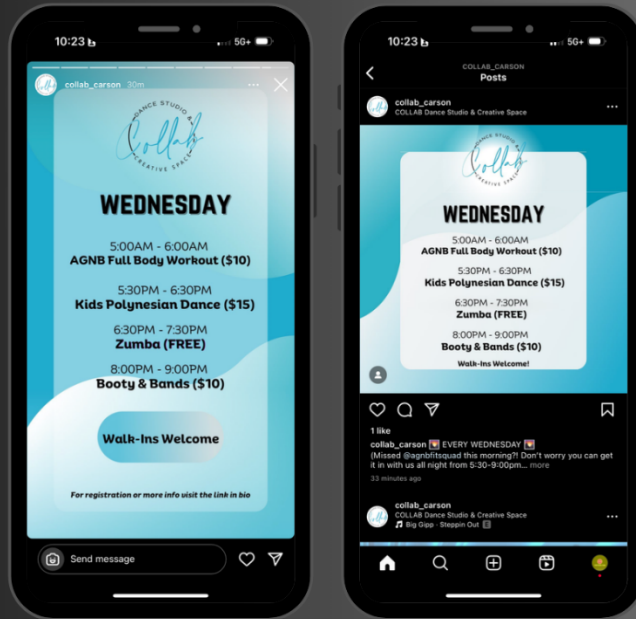 10:23
5G+
collab_carson 30m
DANCE STUDIO &
Collab
CREATIVE SPACE
WEDNESDAY
5:00AM - 6:00AM
AGNB Full Body Workout ($10)
5:30PM - 6:30PM
Kids Polynesian Dance ($15)
6:30PM - 7:30PM
Zumba (FREE)
8:00PM - 9:00PM
Booty & Bands ($10)
Walk-Ins Welcome
For registration or more info visit the link in bio
Send message
10:23
5G+
COLLAB_CARSON
Posts
collab_carson
COLLAB Dance Studio & Creative Space
DANCE STUDIO &
Collab
CREATIVE SPACE
WEDNESDAY
5:00AM - 6:00AM
AGNB Full Body Workout ($10)
5:30PM - 6:30PM
Kids Polynesian Dance ($15)
6:30PM - 7:30PM
Zumba (FREE)
8:00PM - 9:00PM
Booty & Bands ($10)
Walk-Ins Welcome!
1 like
collab_carson EVERY WEDNESDAY
(Missed @agnbfitsquad this morning?! Don't worry you can get
it in with us all night from 5:30-9:00pm... more
33 minutes ago
collab_carson
COLLAB Dance Studio & Creative Space
Big Gipp · Steppin Out E